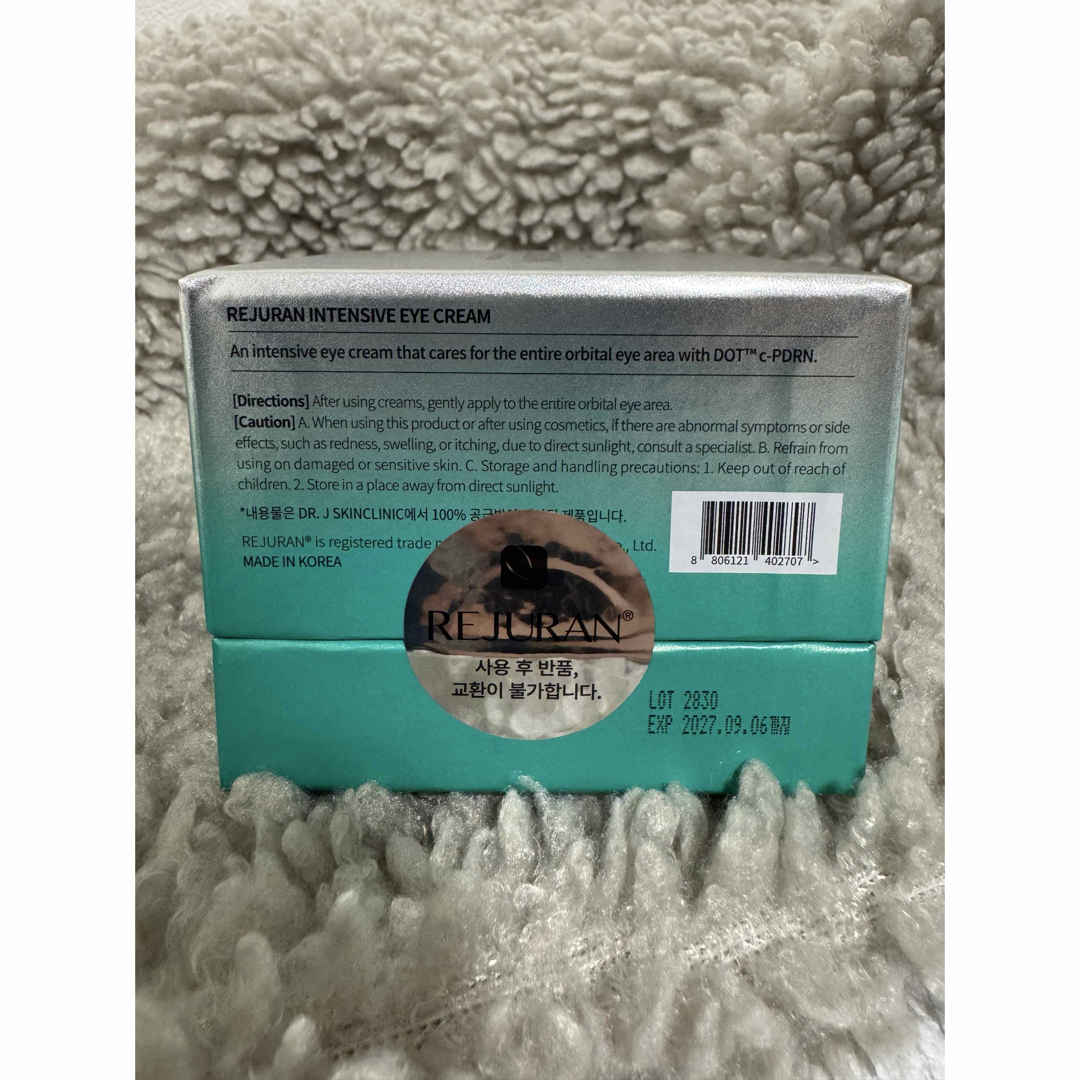 REJURAN INTENSIVE EYE CREAM
An intensive eye cream that cares for the entire orbital eye area with DOT™ c-PDRN.
[Directions] After using creams, gently apply to the entire orbital eye area.
[Caution] A. When using this product or after using cosmetics, if there are abnormal symptoms or side
effects, such as redness, swelling, or itching, due to direct sunlight, consult a specialist. B. Refrain from
using on damaged or sensitive skin. C. Storage and handling precautions: 1. Keep out of reach of
children. 2. Store in a place away from direct sunlight.
*내용물은 DR. J SKINCLINIC에서 100% 제품입니다.
REJURAN® is registered trade Ltd.
MADE IN KOREA
8 806121 402707 >
REJURAN®
사용 후 반품,
교환이 불가합니다.
LOT 2830
EXP 2027.09.06까지